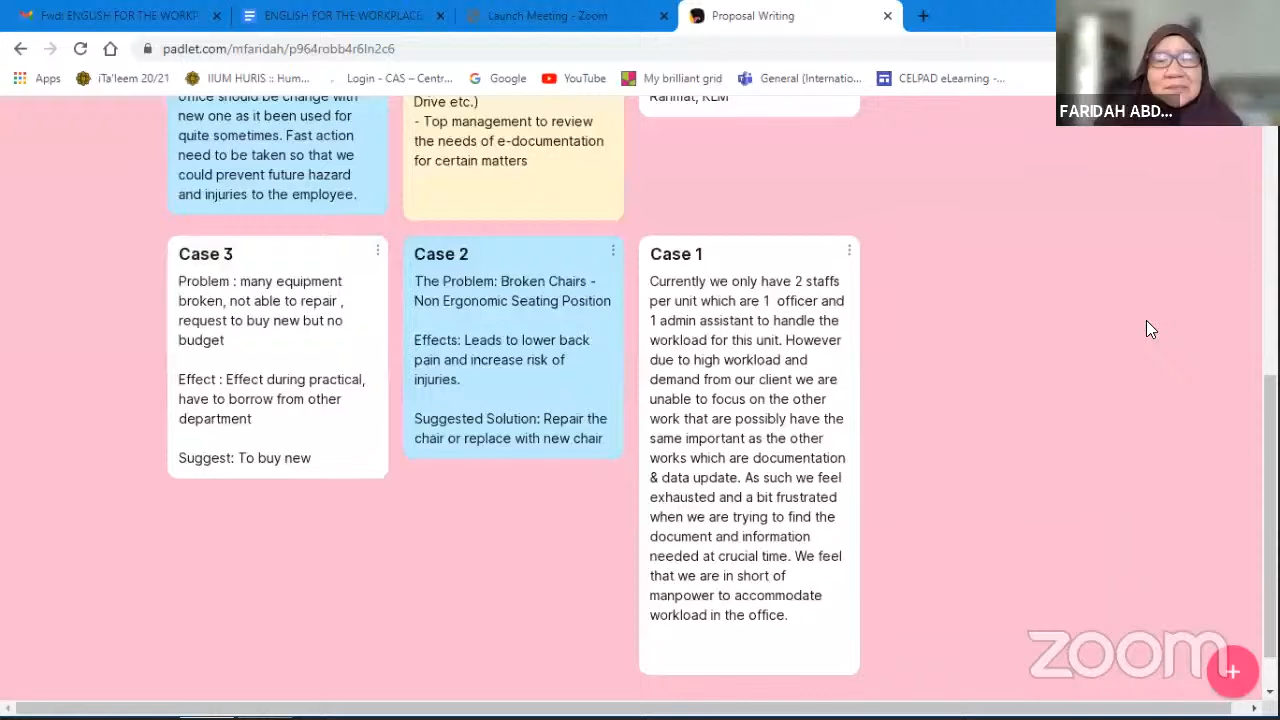 Fwd: ENGLISH FOR THE WORKP
ENGLISH FOR THE WORKPLACE
Launch Meeting - Zoom
Proposal Writing
padlet.com/mfaridah/p964robb4r6ln2c6
Apps
iTa'leem 20/21
IIUM HURIS :: Hum...
Login - CAS – Centr...
Google
YouTube
My brilliant grid
General (Internatio...
CELPAD eLearning -...
FARIDAH ABD...
office should be change with
new one as it been used for
quite sometimes. Fast action
need to be taken so that we
could prevent future hazard
and injuries to the employee.
Drive etc.)
- Top management to review
the needs of e-documentation
for certain matters
Rahmat, KLM
Case 3
Problem : many equipment
broken, not able to repair ,
request to buy new but no
budget
Effect : Effect during practical,
have to borrow from other
department
Suggest: To buy new
Case 2
The Problem: Broken Chairs -
Non Ergonomic Seating Position
Effects: Leads to lower back
pain and increase risk of
injuries.
Suggested Solution: Repair the
chair or replace with new chair
Case 1
Currently we only have 2 staffs
per unit which are 1 officer and
1 admin assistant to handle the
workload for this unit. However
due to high workload and
demand from our client we are
unable to focus on the other
work that are possibly have the
same important as the other
works which are documentation
& data update. As such we feel
exhausted and a bit frustrated
when we are trying to find the
document and information
needed at crucial time. We feel
that we are in short of
manpower to accommodate
workload in the office.
zoom